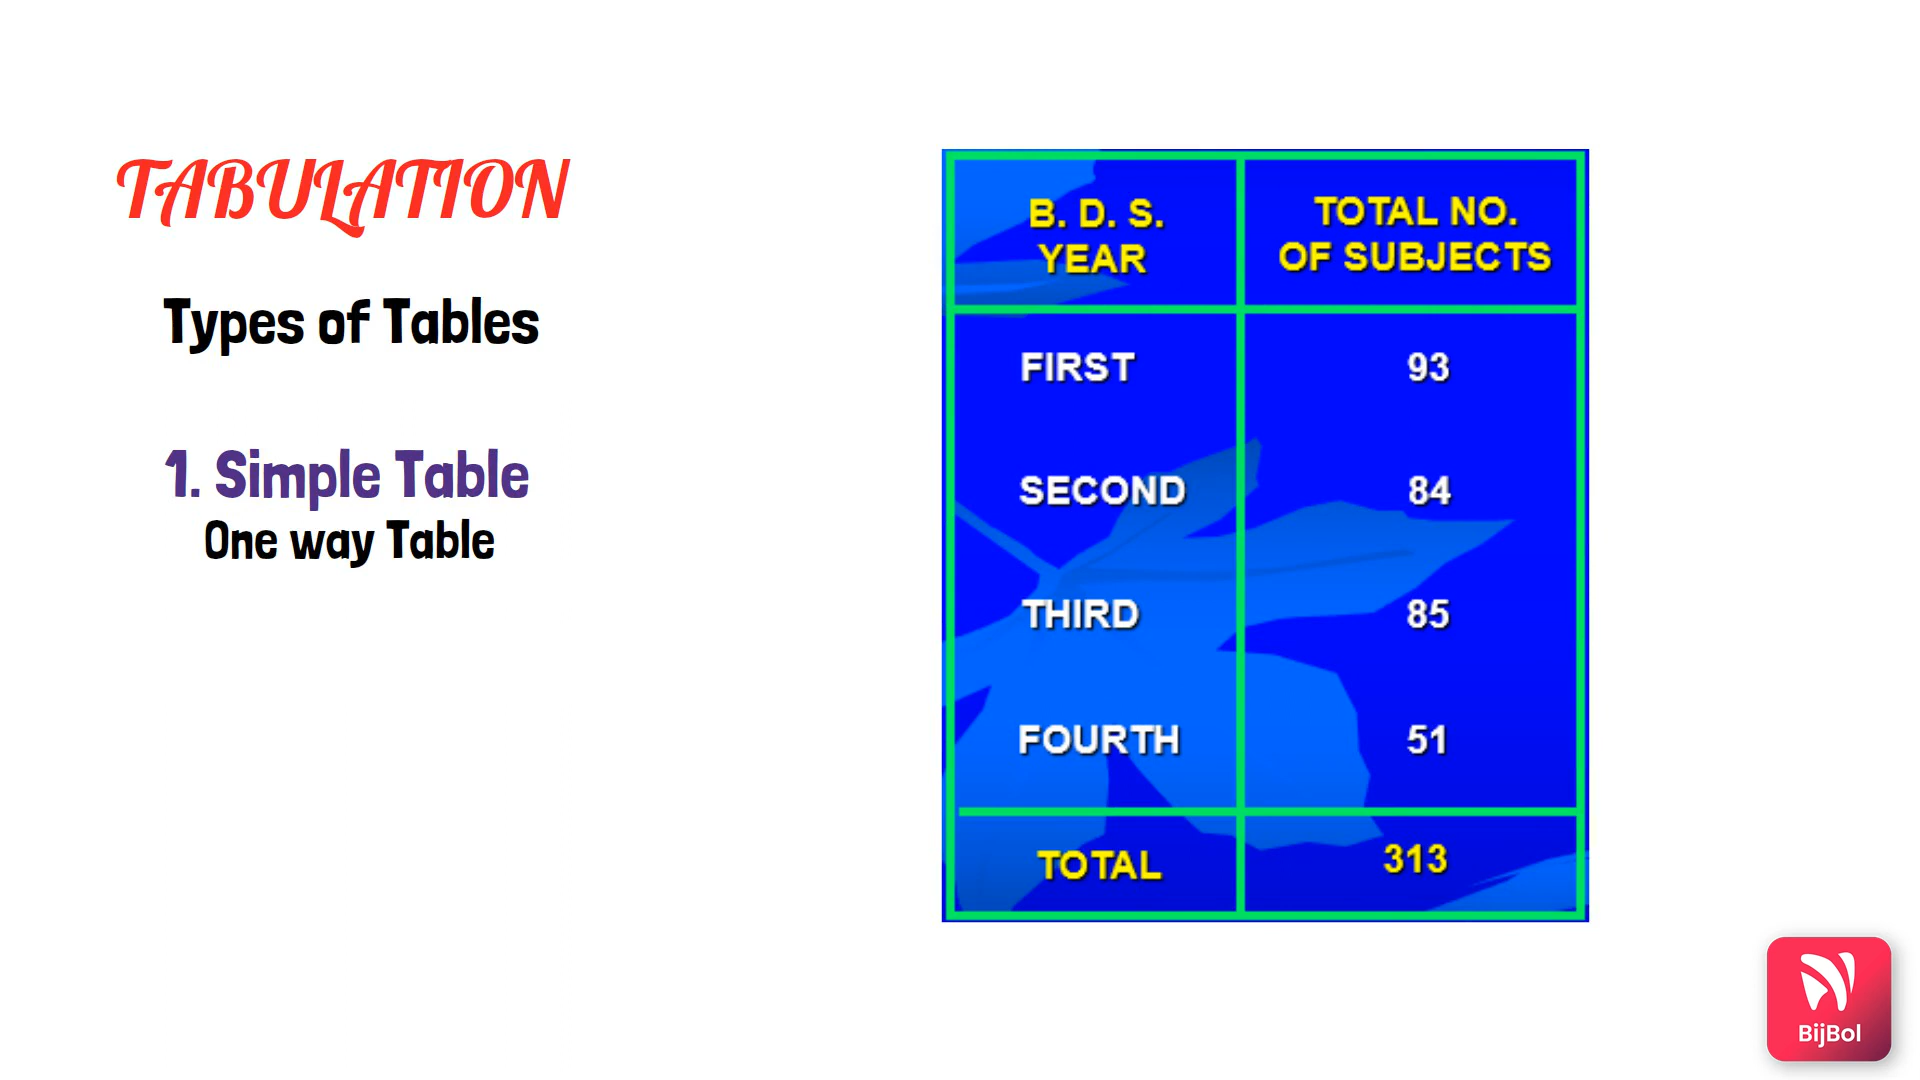 TABULATION
Types of Tables
1. Simple Table
One way Table
B. D. S. YEAR TOTAL NO. OF SUBJECTS
FIRST 93
SECOND 84
THIRD 85
FOURTH 51
TOTAL 313
BijBol